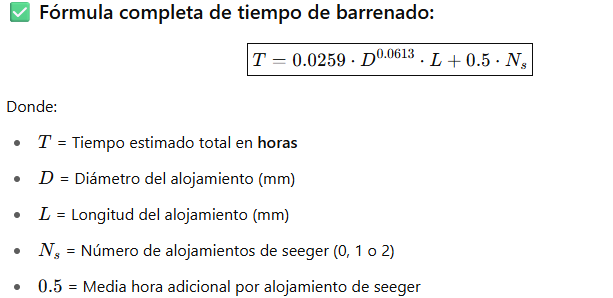 ✅ Fórmula completa de tiempo de barrenado:
T = 0.0259 · D^0.0613 · L + 0.5 · N_s
Donde:
• T = Tiempo estimado total en horas
• D = Diámetro del alojamiento (mm)
• L = Longitud del alojamiento (mm)
• N_s = Número de alojamientos de seeger (0, 1 o 2)
• 0.5 = Media hora adicional por alojamiento de seeger